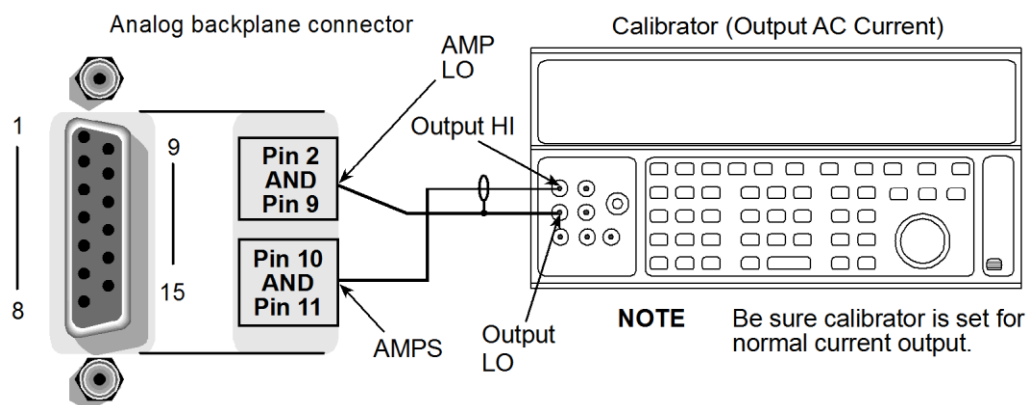 Analog backplane connector
Calibrator (Output AC Current)
AMP
LO
Output HI
1
9
Pin 2
AND
Pin 9
Pin 10
AND
Pin 11
8
15
AMPS
Output
LO
NOTE Be sure calibrator is set for
normal current output.